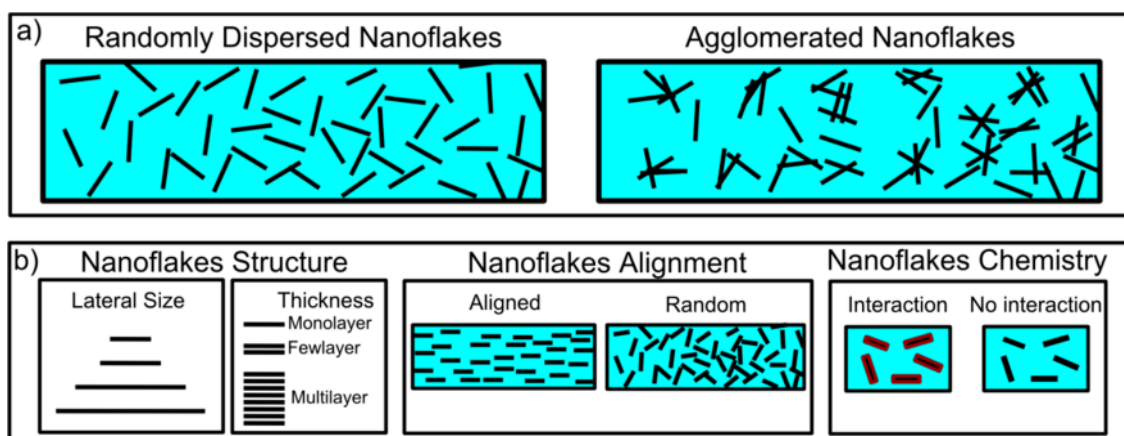 a)
Randomly Dispersed Nanoflakes
Agglomerated Nanoflakes
b)
Nanoflakes Structure
Lateral Size
Thickness
Monolayer
Fewlayer
Multilayer
Nanoflakes Alignment
Aligned
Random
Nanoflakes Chemistry
Interaction
No interaction